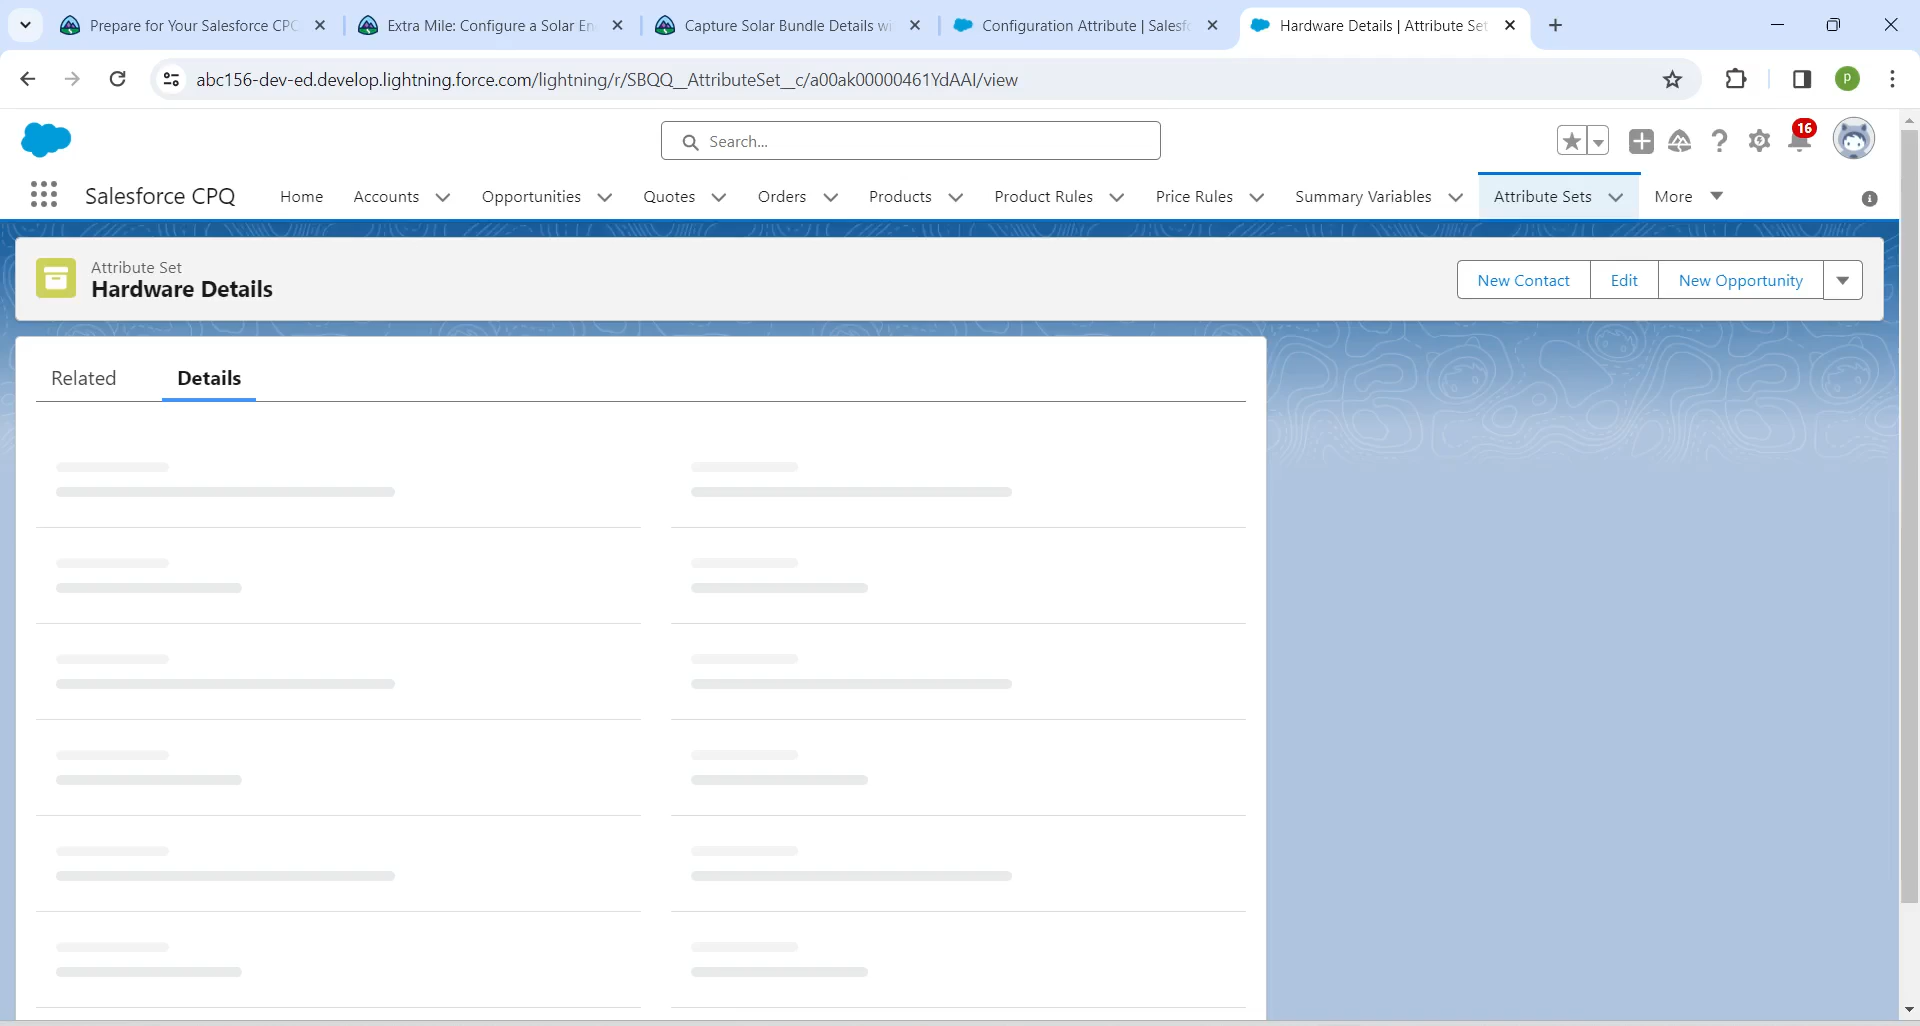 Prepare for Your Salesforce CPQ
Extra Mile: Configure a Solar En
Capture Solar Bundle Details wi
Configuration Attribute | Salesfo
Hardware Details | Attribute Set
abc156-dev-ed.develop.lightning.force.com/lightning/r/SBQQ__AttributeSet__c/a00ak00000461YdAAI/view
P
Search...
16
Salesforce CPQ
Home
Accounts
Opportunities
Quotes
Orders
Products
Product Rules
Price Rules
Summary Variables
Attribute Sets
More
Attribute Set
Hardware Details
New Contact
Edit
New Opportunity
Related
Details